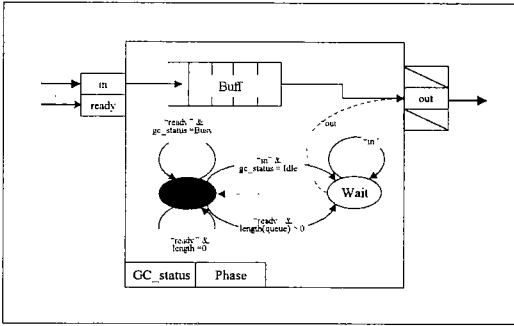 in
ready
Buff
out
"out
"ready" &
gc_status =Busy
"in" &
gc_status = Idle
"in"
Wait
"ready &
length(queue) > 0
"ready" &
length =0
GC_status
Phase